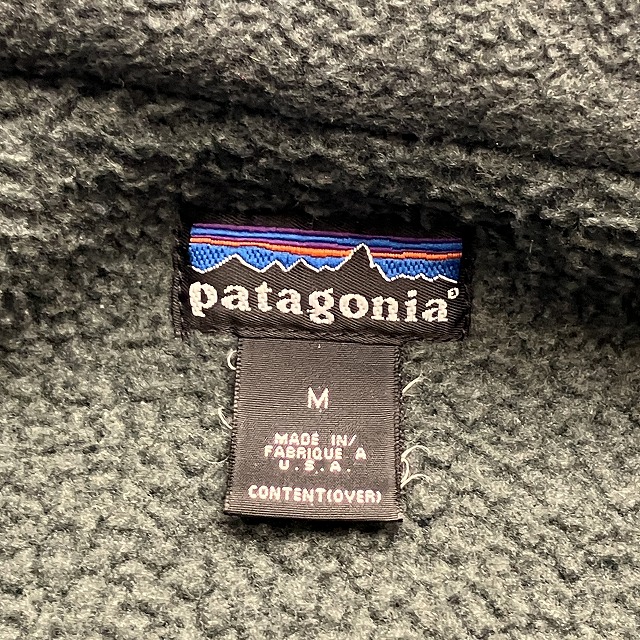 patagonia®
M
MADE IN/
FABRIQUE A
U.S.A.
CONTENT(OVER)